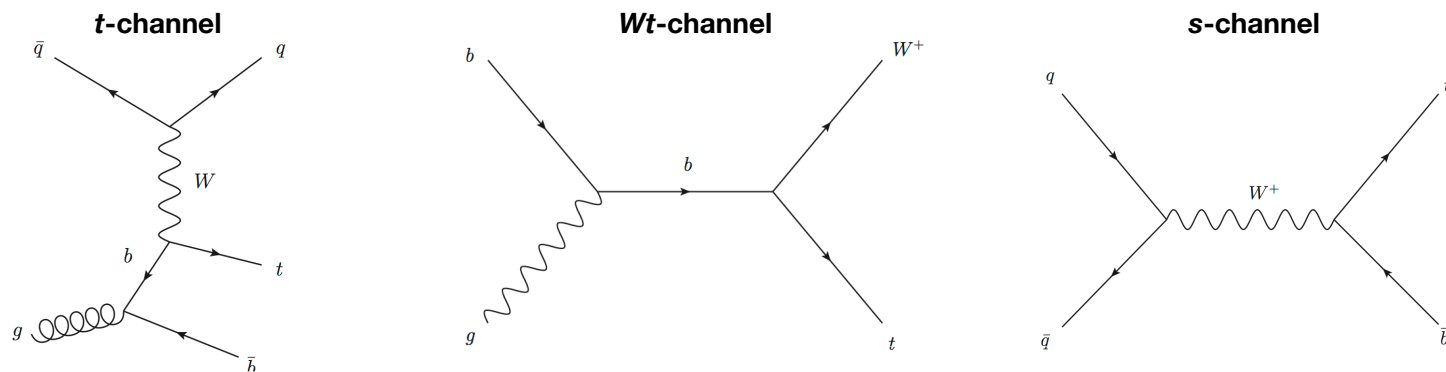 t-channel
Wt-channel
s-channel
q̄
q
W
b
t
g
b̄
b
W⁺
b
g
t
q
W⁺
q̄
b̄